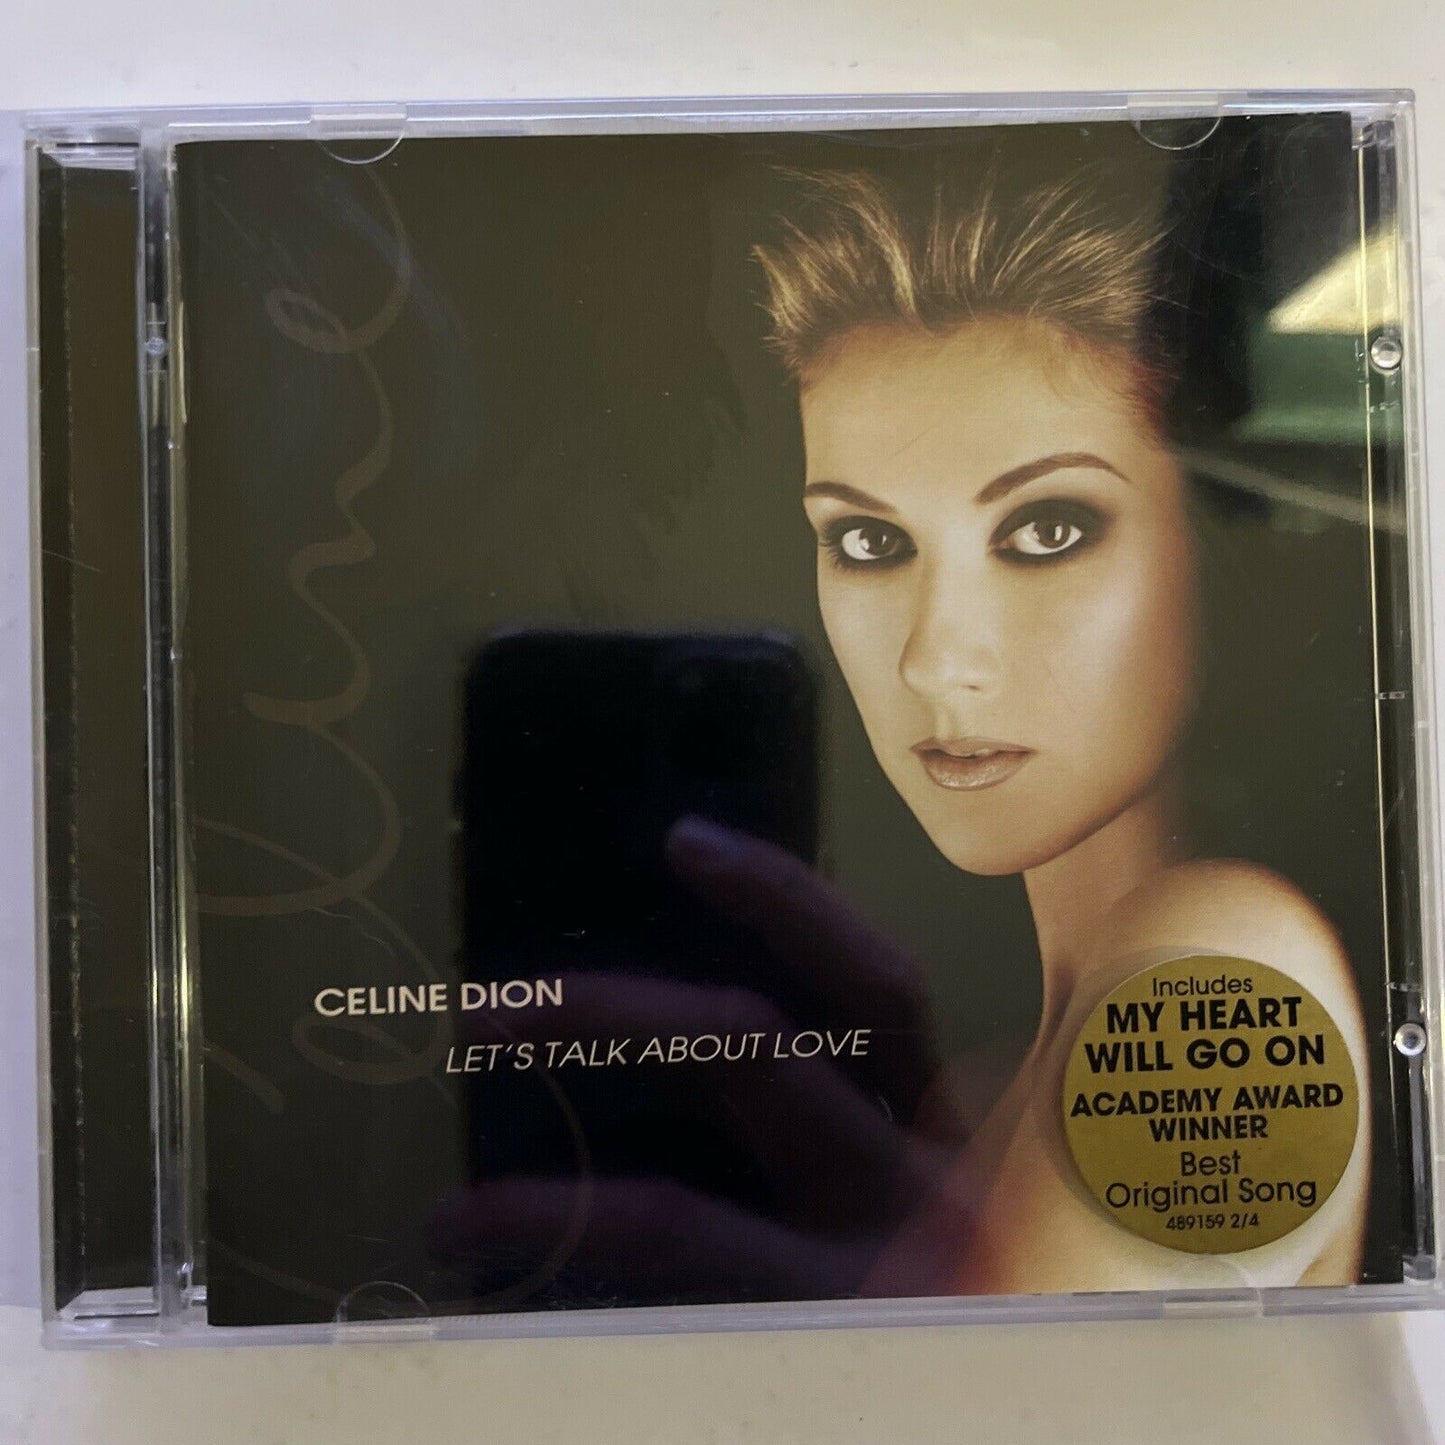 Celine
CELINE DION
LET'S TALK ABOUT LOVE
Includes
MY HEART
WILL GO ON
ACADEMY AWARD
WINNER
Best
Original Song
489159 2/4